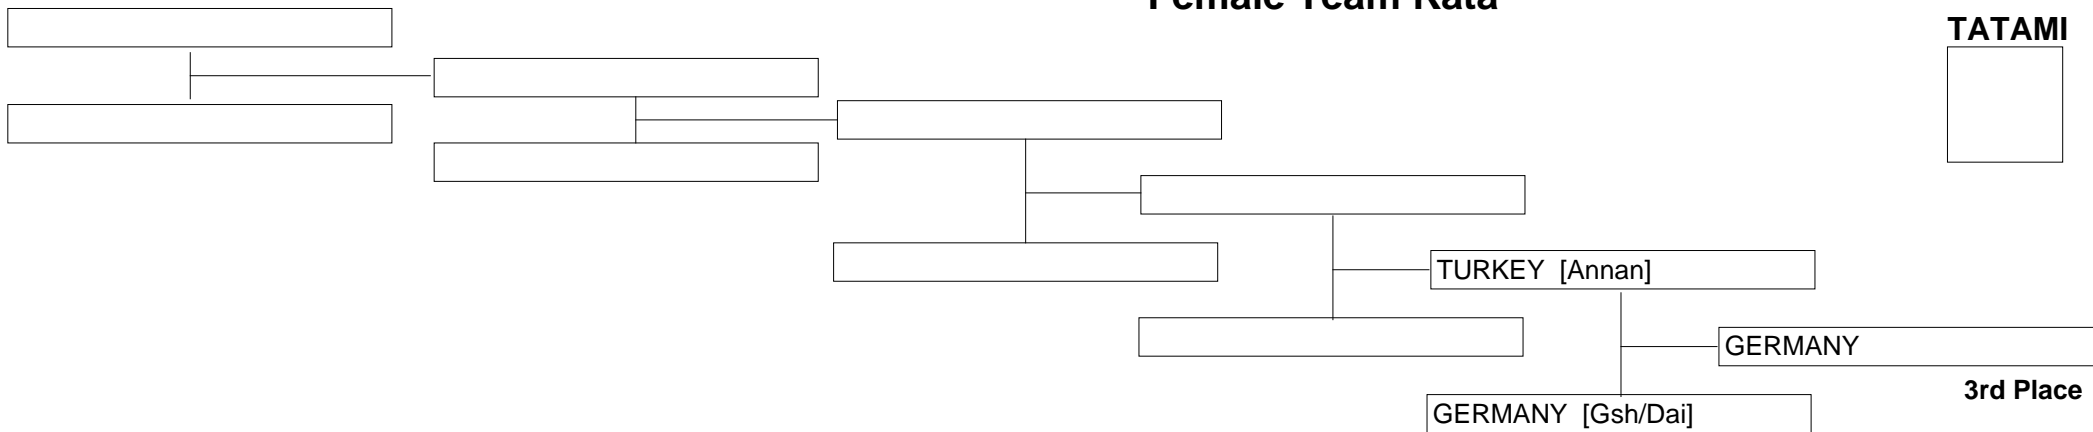 Female Team Kata
TATAMI
TURKEY [Annan]
GERMANY
3rd Place
GERMANY [Gsh/Dai]